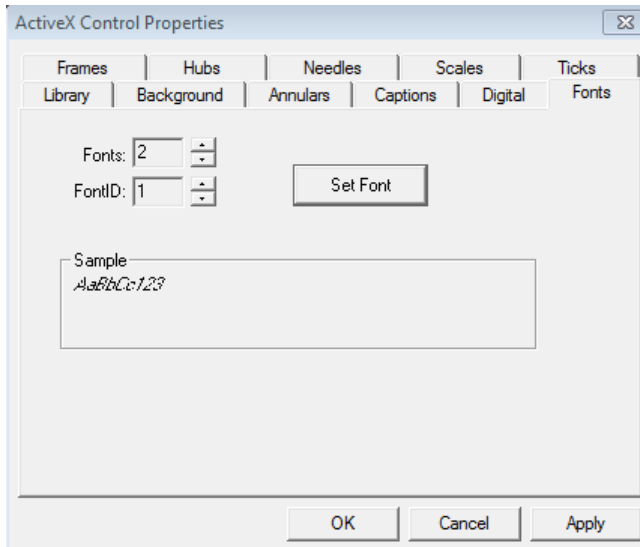 ActiveX Control Properties
Frames Hubs Needles Scales Ticks
Library Background Annulars Captions Digital Fonts
Fonts: 2
FontID: 1
Set Font
Sample
AaBbCc123
OK Cancel Apply